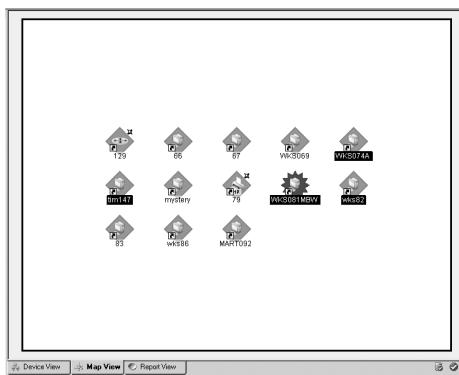 129 66 67 WKS069 WKS074A
tim147 mystery 79 WKS081MBW wks82
83 wks86 MART092
Device View Map View Report View